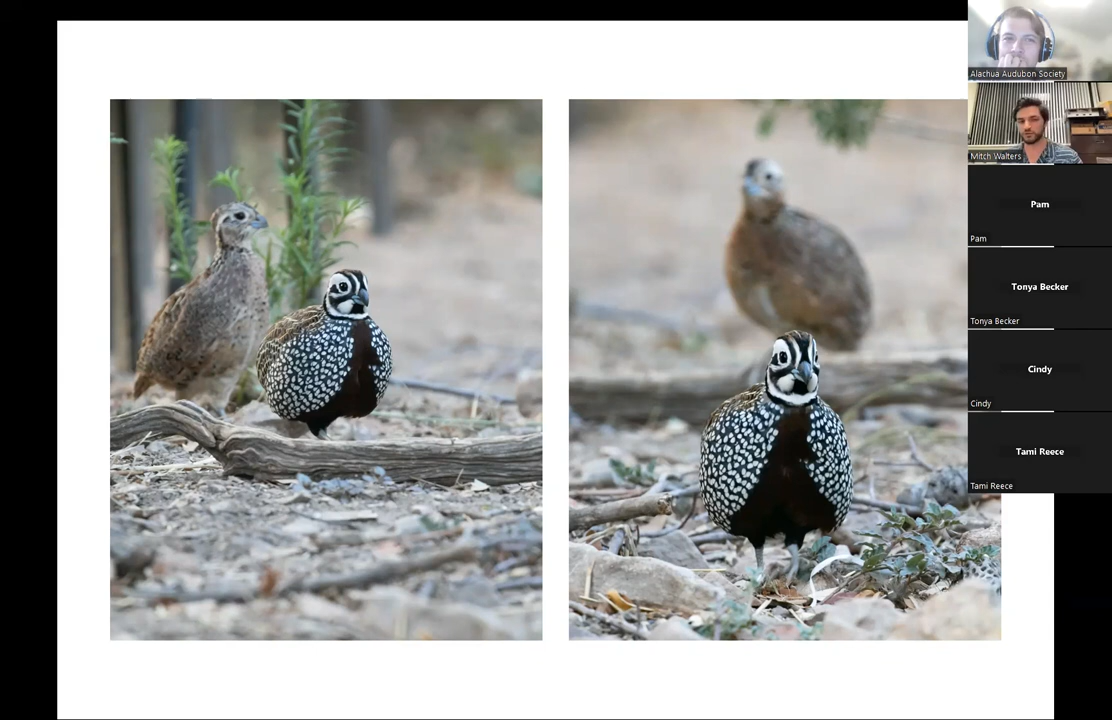 Alachua Audubon Society
Mitch Walters
Pam
Pam
Tonya Becker
Tonya Becker
Cindy
Cindy
Tami Reece
Tami Reece